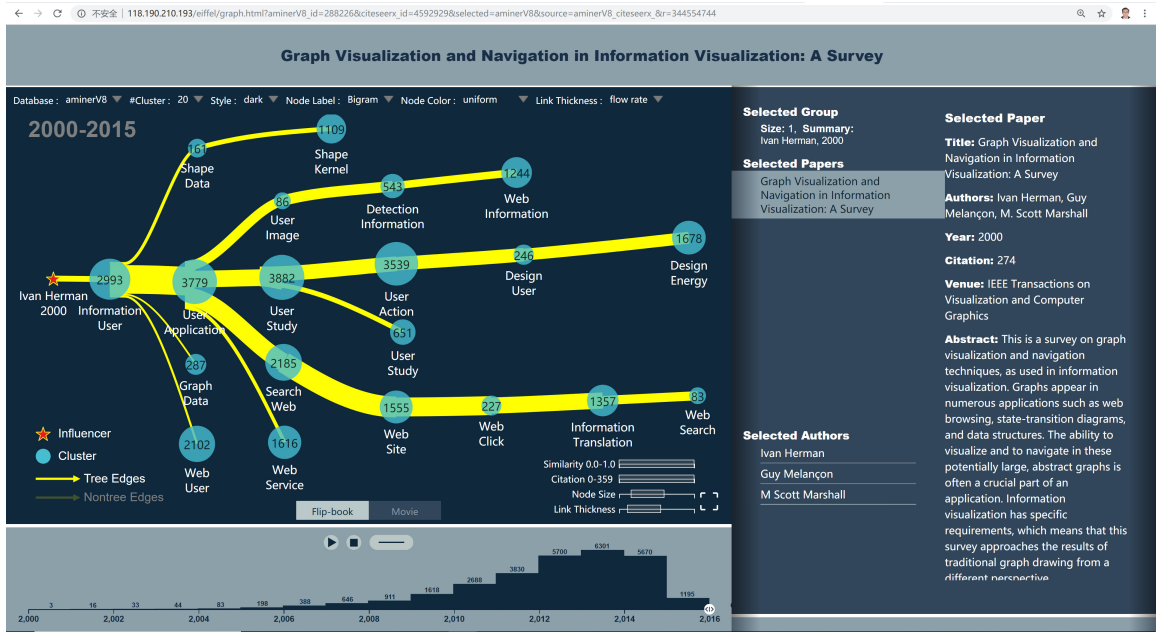 不安全 | 118.190.210.193/eiffel/graph.html?aminerV8_id=288226&citeseerx_id=4592929&selected=aminerV8&source=aminerV8_citeseerx_&r=344554744
Graph Visualization and Navigation in Information Visualization: A Survey
Database : aminerV8 #Cluster : 20 Style : dark Node Label : Bigram Node Color : uniform Link Thickness : flow rate
2000-2015
1109
Shape
Kernel
161
Shape
Data
1244
Web
Information
543
Detection
Information
86
User
Image
1678
Design
Energy
246
Design
User
3539
User
Action
3882
User
Study
3779
User
Application
2993
Information
User
Ivan Herman
2000
651
User
Study
287
Graph
Data
2185
Search
Web
1555
Web
Site
227
Web
Click
1357
Information
Translation
83
Web
Search
2102
Web
User
1616
Web
Service
Influencer
Cluster
Tree Edges
Nontree Edges
Similarity 0.0-1.0
Citation 0-359
Node Size
Link Thickness
Flip-book
Movie
3 16 33 44 83 198 388 646 911 1618 2688 3830 5700 6301 5670 1195
2,000 2,002 2,004 2,006 2,008 2,010 2,012 2,014 2,016
Selected Group
Size: 1, Summary:
Ivan Herman, 2000
Selected Papers
Graph Visualization and
Navigation in Information
Visualization: A Survey
Selected Authors
Ivan Herman
Guy Melançon
M Scott Marshall
Selected Paper
Title: Graph Visualization and
Navigation in Information
Visualization: A Survey
Authors: Ivan Herman, Guy
Melançon, M. Scott Marshall
Year: 2000
Citation: 274
Venue: IEEE Transactions on
Visualization and Computer
Graphics
Abstract: This is a survey on graph
visualization and navigation
techniques, as used in information
visualization. Graphs appear in
numerous applications such as web
browsing, state-transition diagrams,
and data structures. The ability to
visualize and to navigate in these
potentially large, abstract graphs is
often a crucial part of an
application. Information
visualization has specific
requirements, which means that this
survey approaches the results of
traditional graph drawing from a
different perspective.